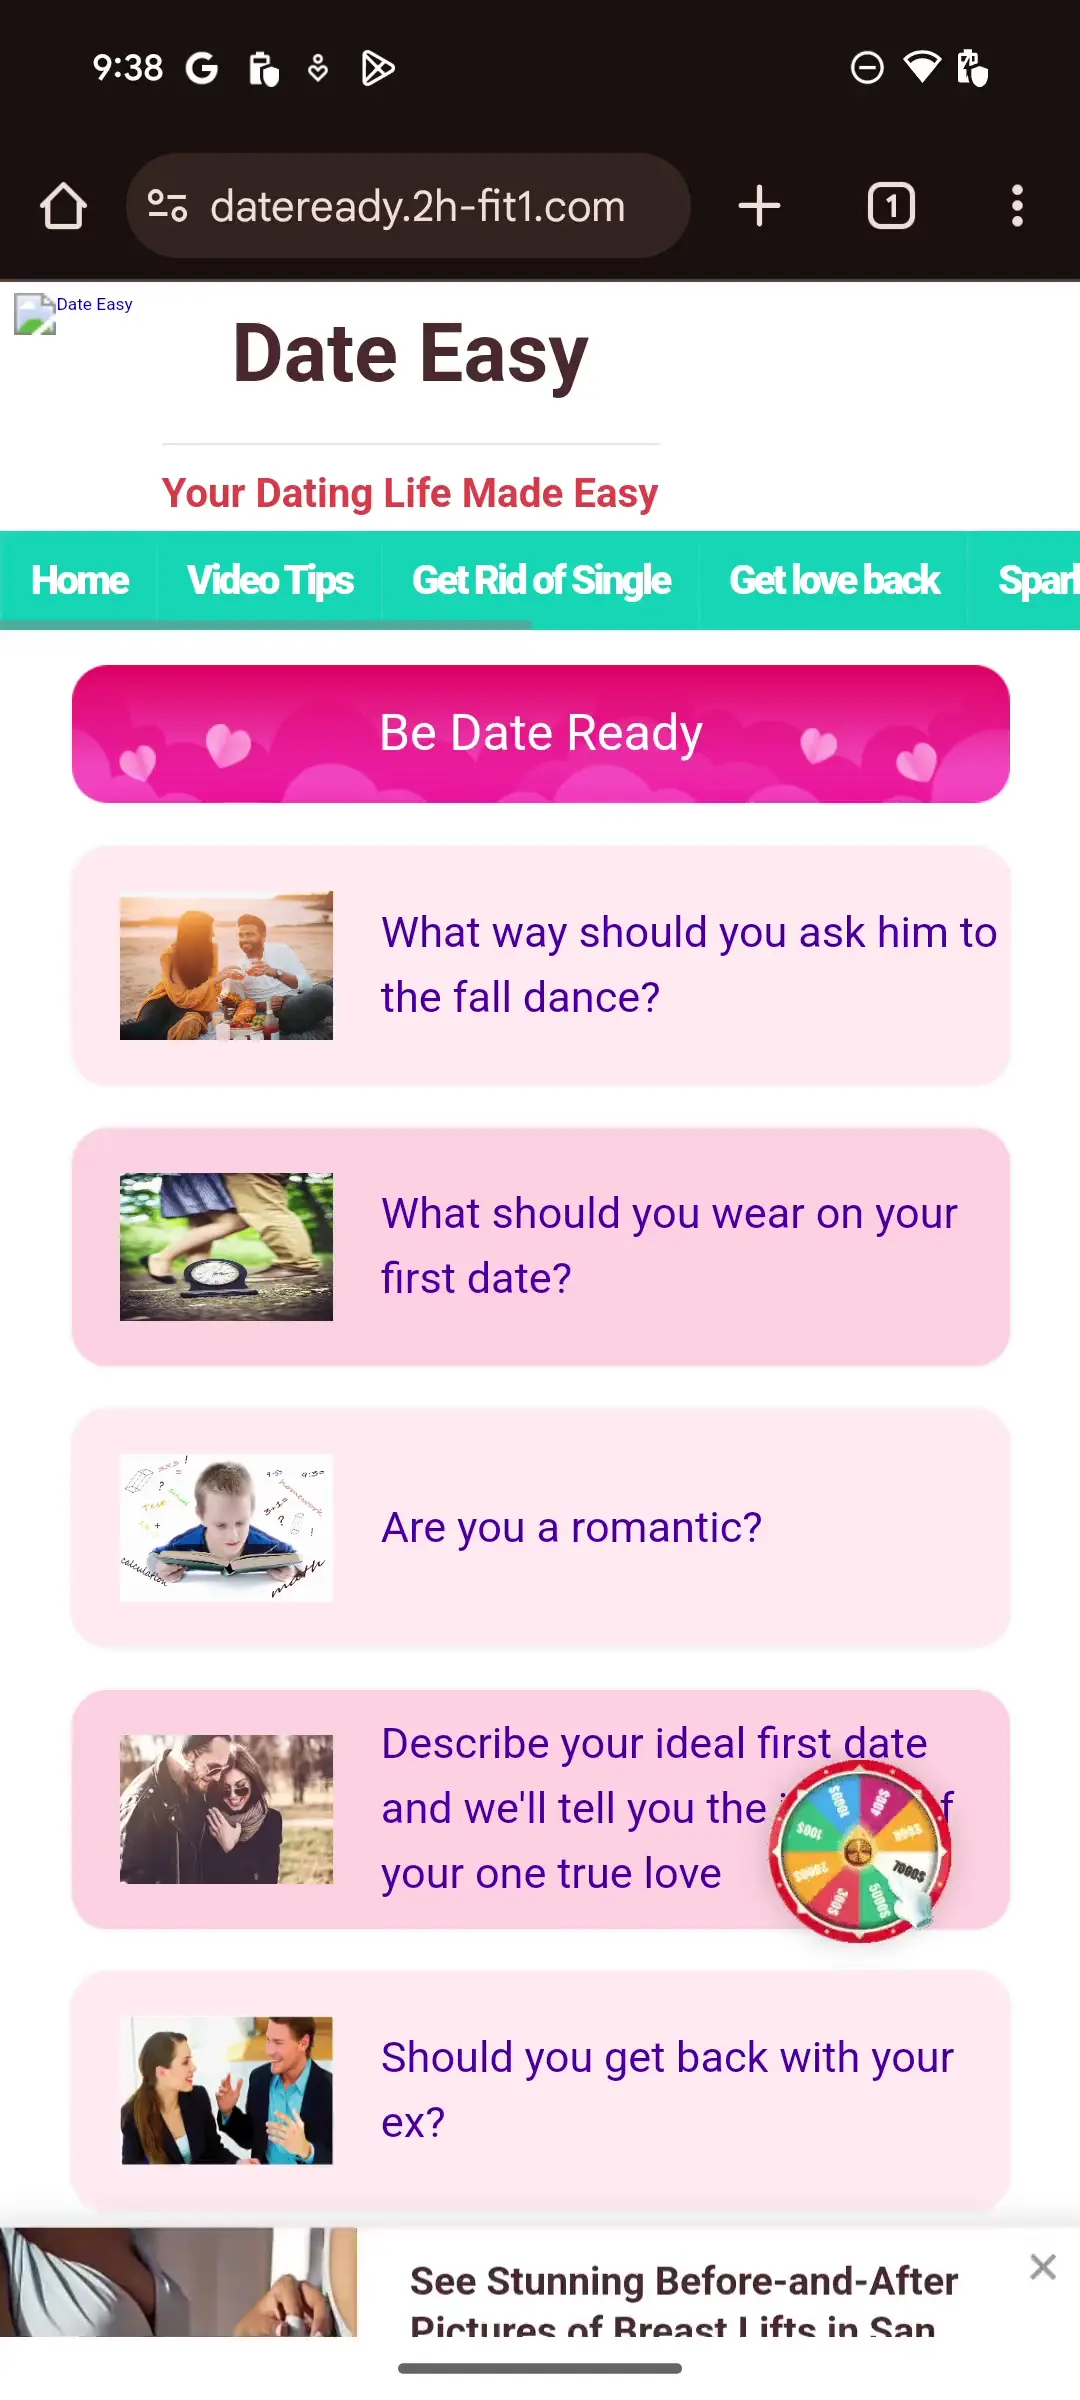 9:38
dateready.2h-fit1.com
1
Date Easy
Date Easy
Your Dating Life Made Easy
Home
Video Tips
Get Rid of Single
Get love back
Be Date Ready
What way should you ask him to
the fall dance?
What should you wear on your
first date?
Are you a romantic?
Describe your ideal first date
and we'll tell you the
your one true love
Should you get back with your
ex?
See Stunning Before-and-After
Pictures of Breast Lifts in San